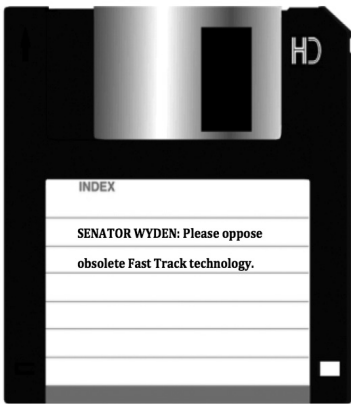 HD
INDEX
SENATOR WYDEN: Please oppose
obsolete Fast Track technology.